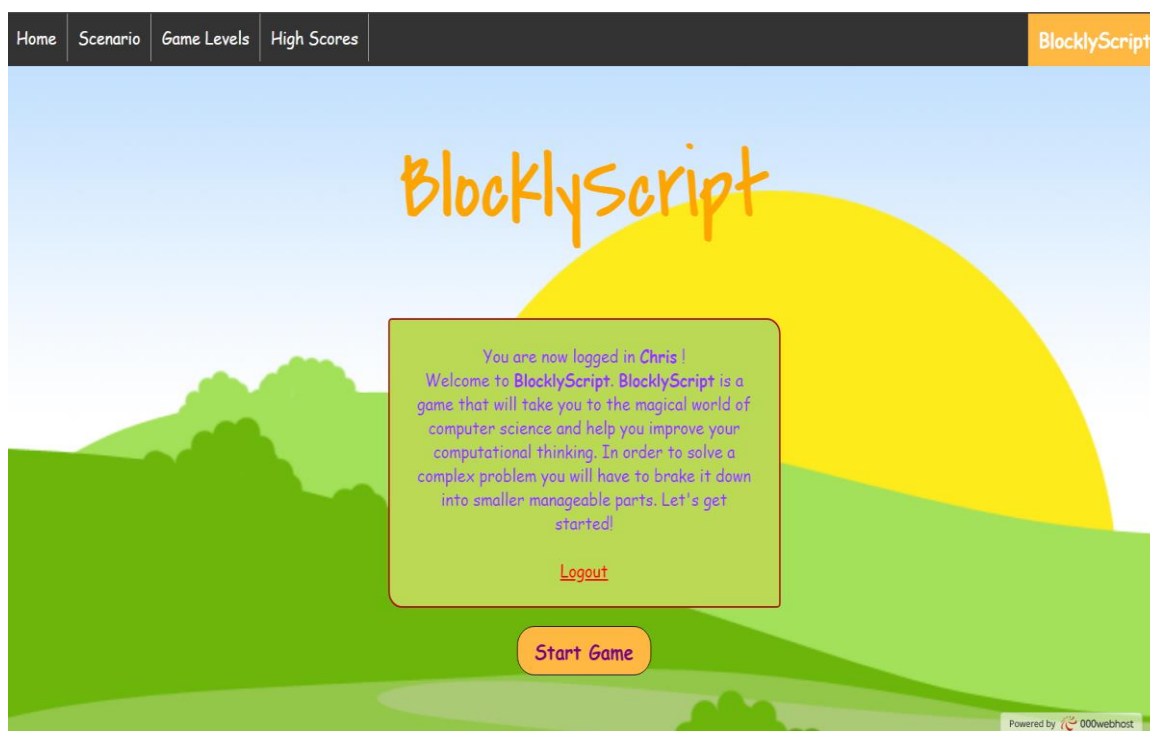 Home Scenario Game Levels High Scores BlocklyScript
BlocklyScript
You are now logged in Chris !
Welcome to BlocklyScript. BlocklyScript is a
game that will take you to the magical world of
computer science and help you improve your
computational thinking. In order to solve a
complex problem you will have to brake it down
into smaller manageable parts. Let's get
started!
Logout
Start Game
Powered by 000webhost